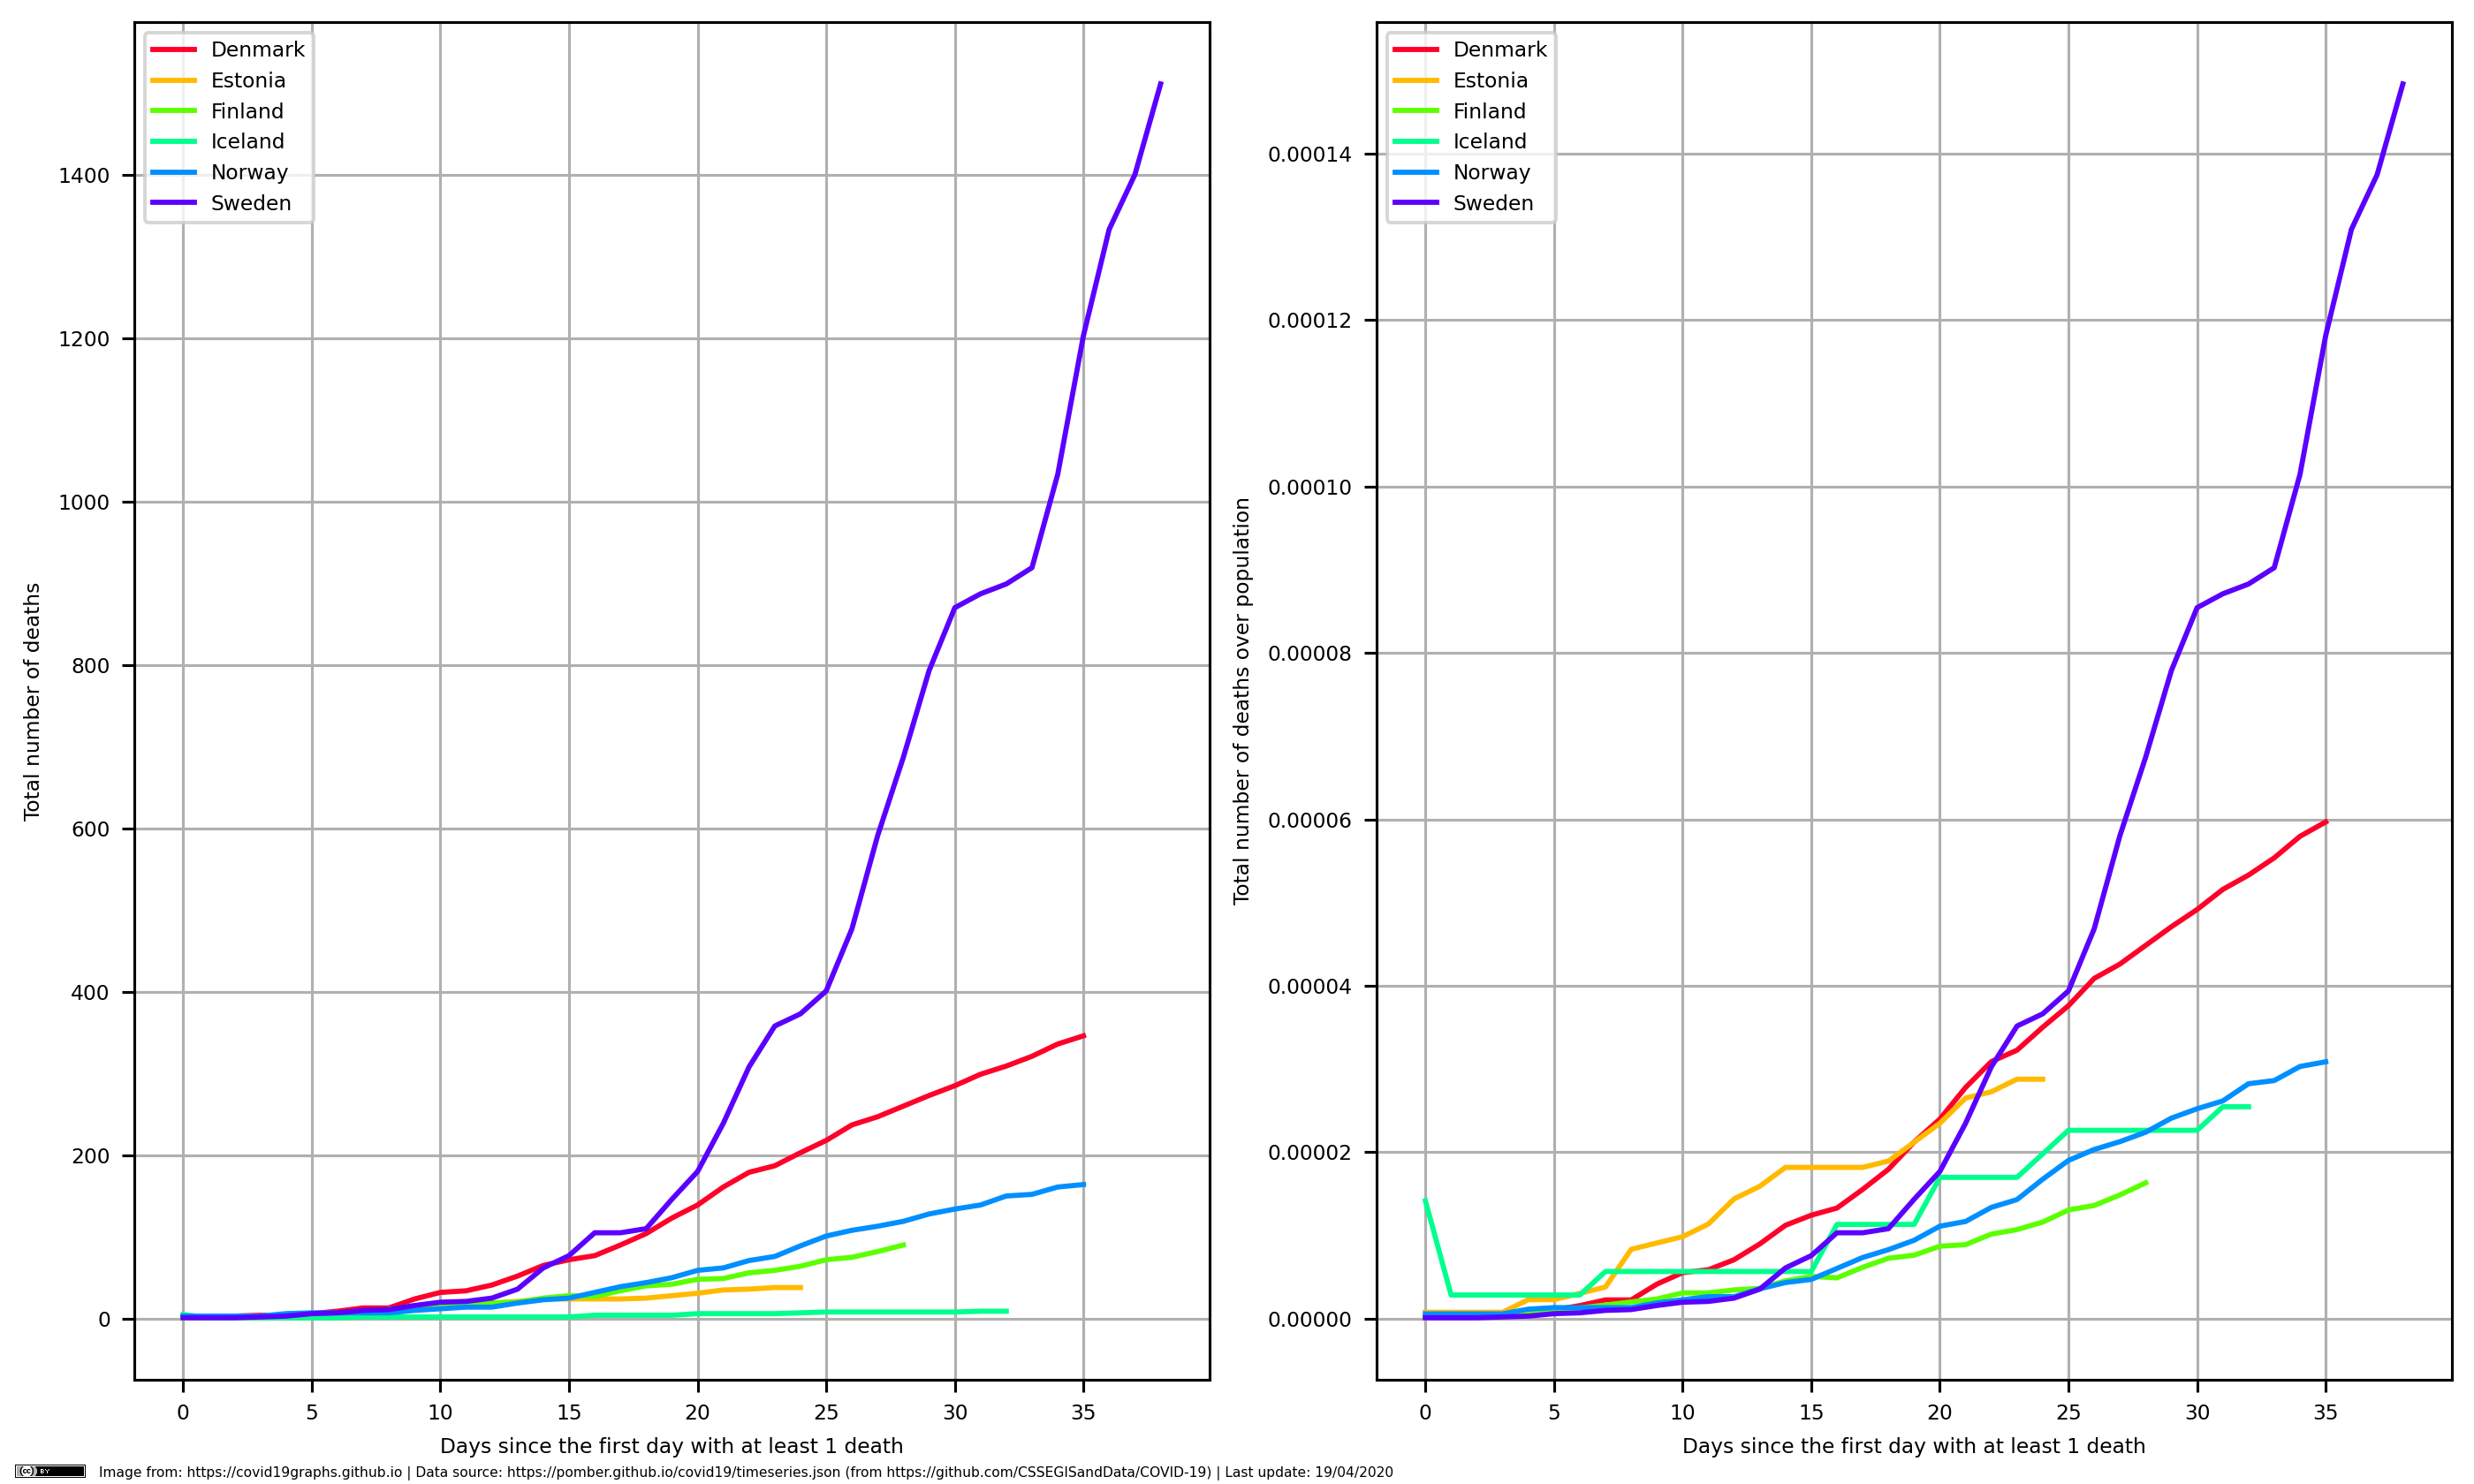 Denmark
Estonia
Finland
Iceland
Norway
Sweden
1400
1200
1000
800
600
400
200
0
Total number of deaths
0 5 10 15 20 25 30 35
Days since the first day with at least 1 death
Denmark
Estonia
Finland
Iceland
Norway
Sweden
0.00014
0.00012
0.00010
0.00008
0.00006
0.00004
0.00002
0.00000
Total number of deaths over population
0 5 10 15 20 25 30 35
Days since the first day with at least 1 death
(cc) BY Image from: https://covid19graphs.github.io | Data source: https://pomber.github.io/covid19/timeseries.json (from https://github.com/CSSEGISandData/COVID-19) | Last update: 19/04/2020